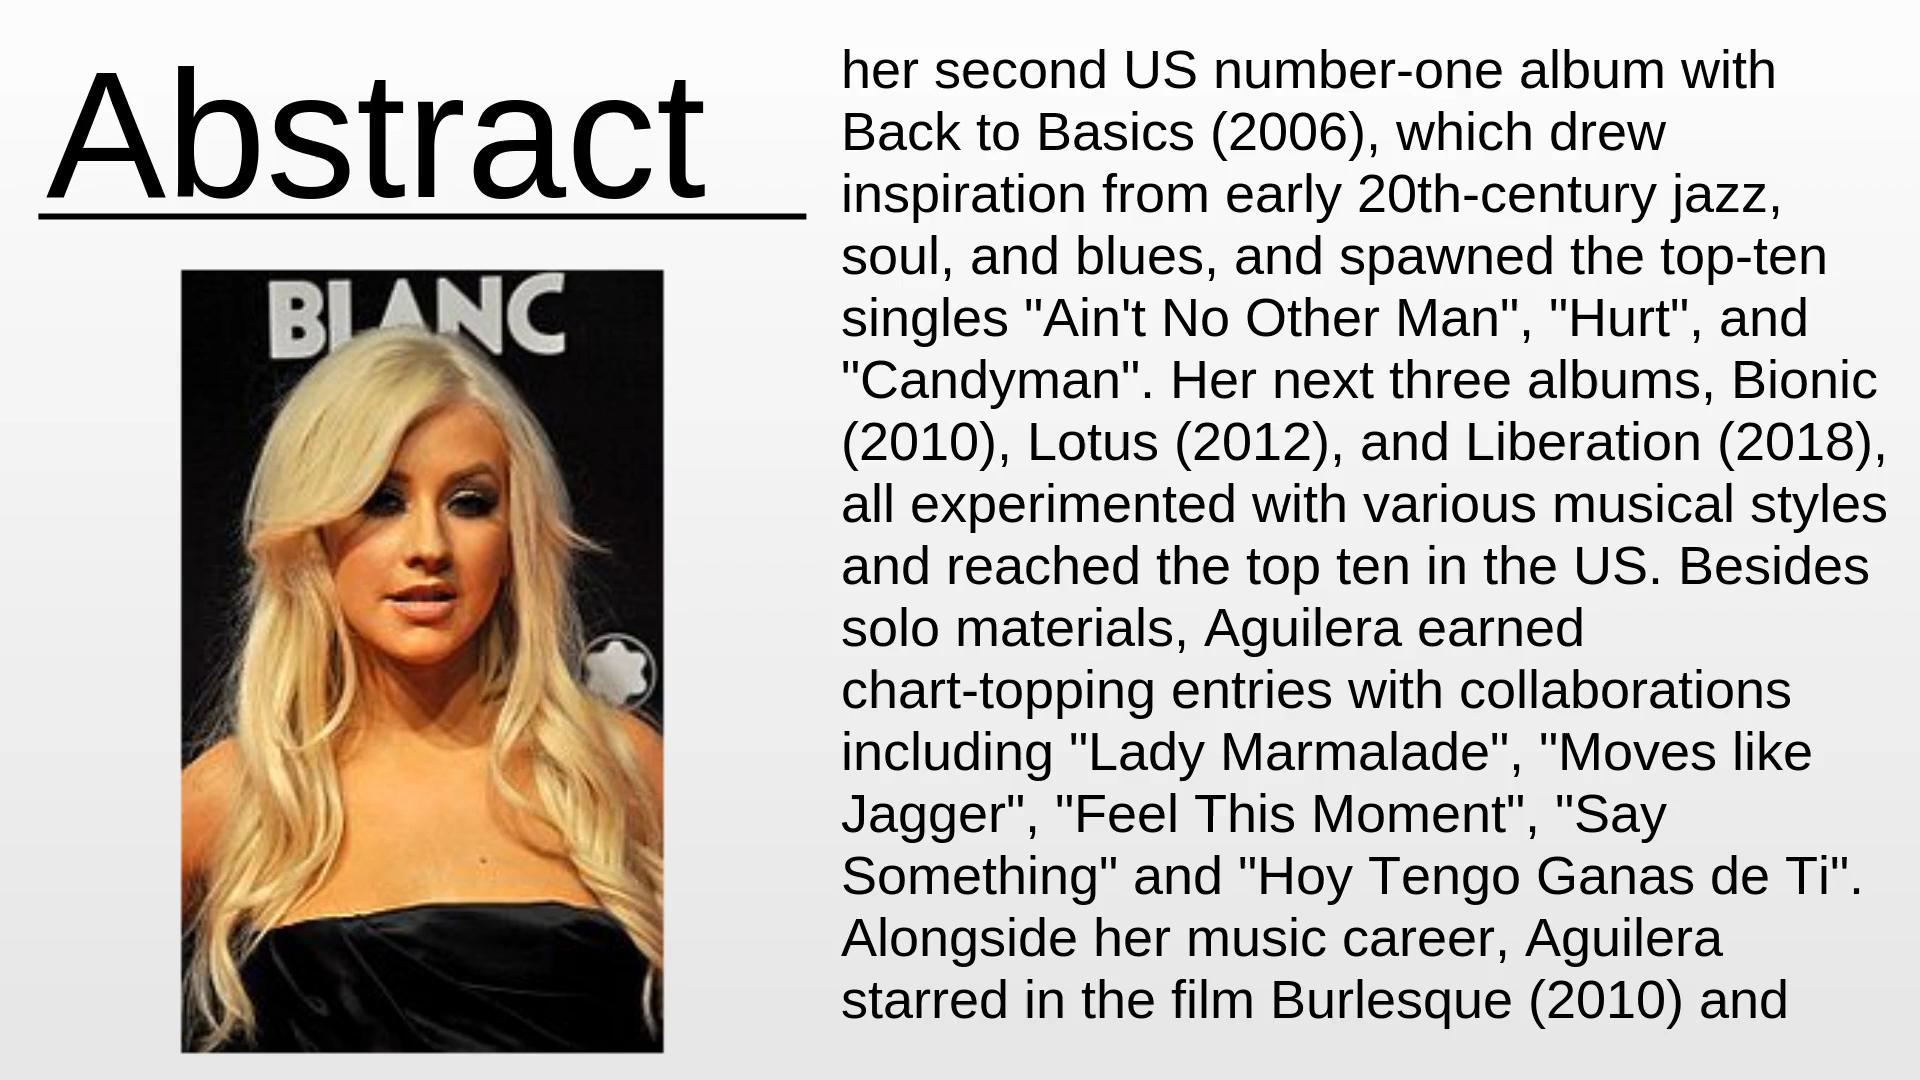 Abstract
BLANC
her second US number-one album with
Back to Basics (2006), which drew
inspiration from early 20th-century jazz,
soul, and blues, and spawned the top-ten
singles "Ain't No Other Man", "Hurt", and
"Candyman". Her next three albums, Bionic
(2010), Lotus (2012), and Liberation (2018),
all experimented with various musical styles
and reached the top ten in the US. Besides
solo materials, Aguilera earned
chart-topping entries with collaborations
including "Lady Marmalade", "Moves like
Jagger", "Feel This Moment", "Say
Something" and "Hoy Tengo Ganas de Ti".
Alongside her music career, Aguilera
starred in the film Burlesque (2010) and